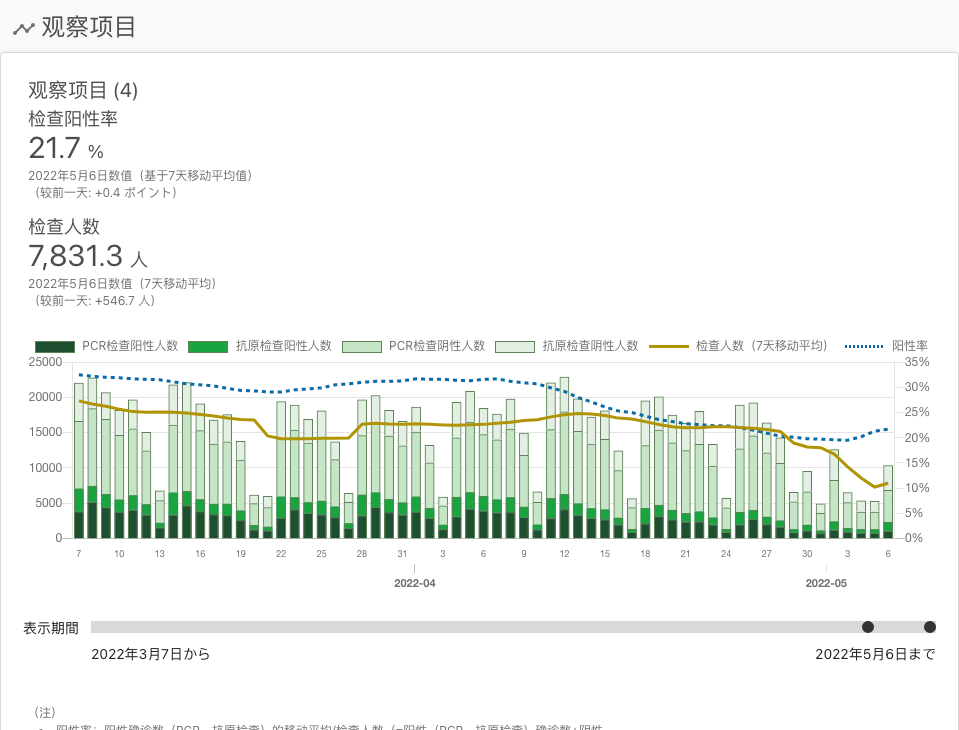 观察项目
观察项目 (4)
检查阳性率
21.7 %
2022年5月6日数值（基于7天移动平均值）
（较前一天: +0.4 ポイント）
检查人数
7,831.3 人
2022年5月6日数值（7天移动平均）
（较前一天: +546.7 人）
PCR检查阳性人数 抗原检查阳性人数 PCR检查阴性人数 抗原检查阴性人数 检查人数（7天移动平均） 阳性率
25000 35%
20000 30%
15000 25%
10000 20%
5000 15%
0 10%
5%
0%
7 10 13 16 19 22 25 28 31 3 6 9 12 15 18 21 24 27 30 3 6
2022-04 2022-05
表示期間
2022年3月7日から 2022年5月6日まで
（注）